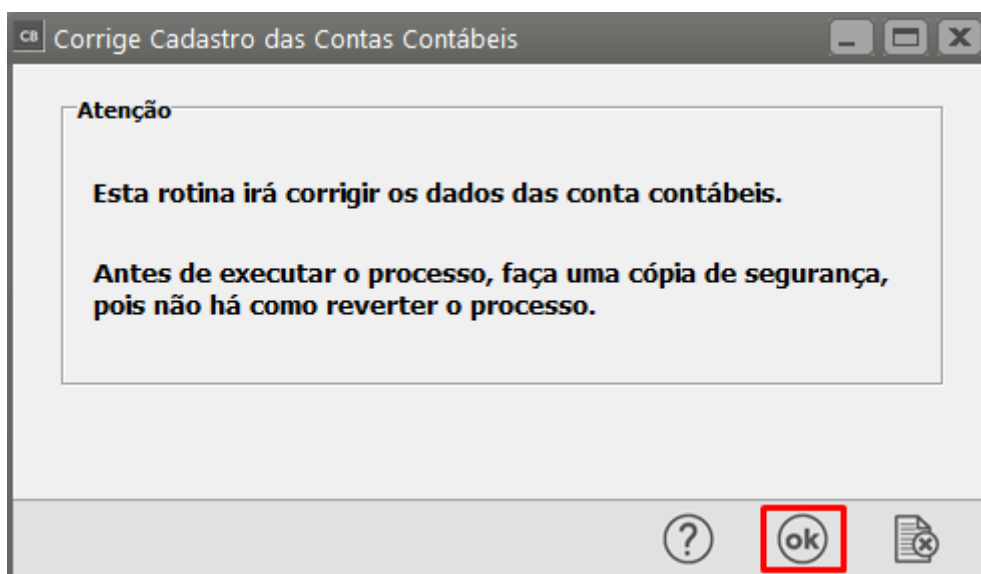 CB Corrige Cadastro das Contas Contábeis
Atenção
Esta rotina irá corrigir os dados das conta contábeis.
Antes de executar o processo, faça uma cópia de segurança,
pois não há como reverter o processo.
? ok